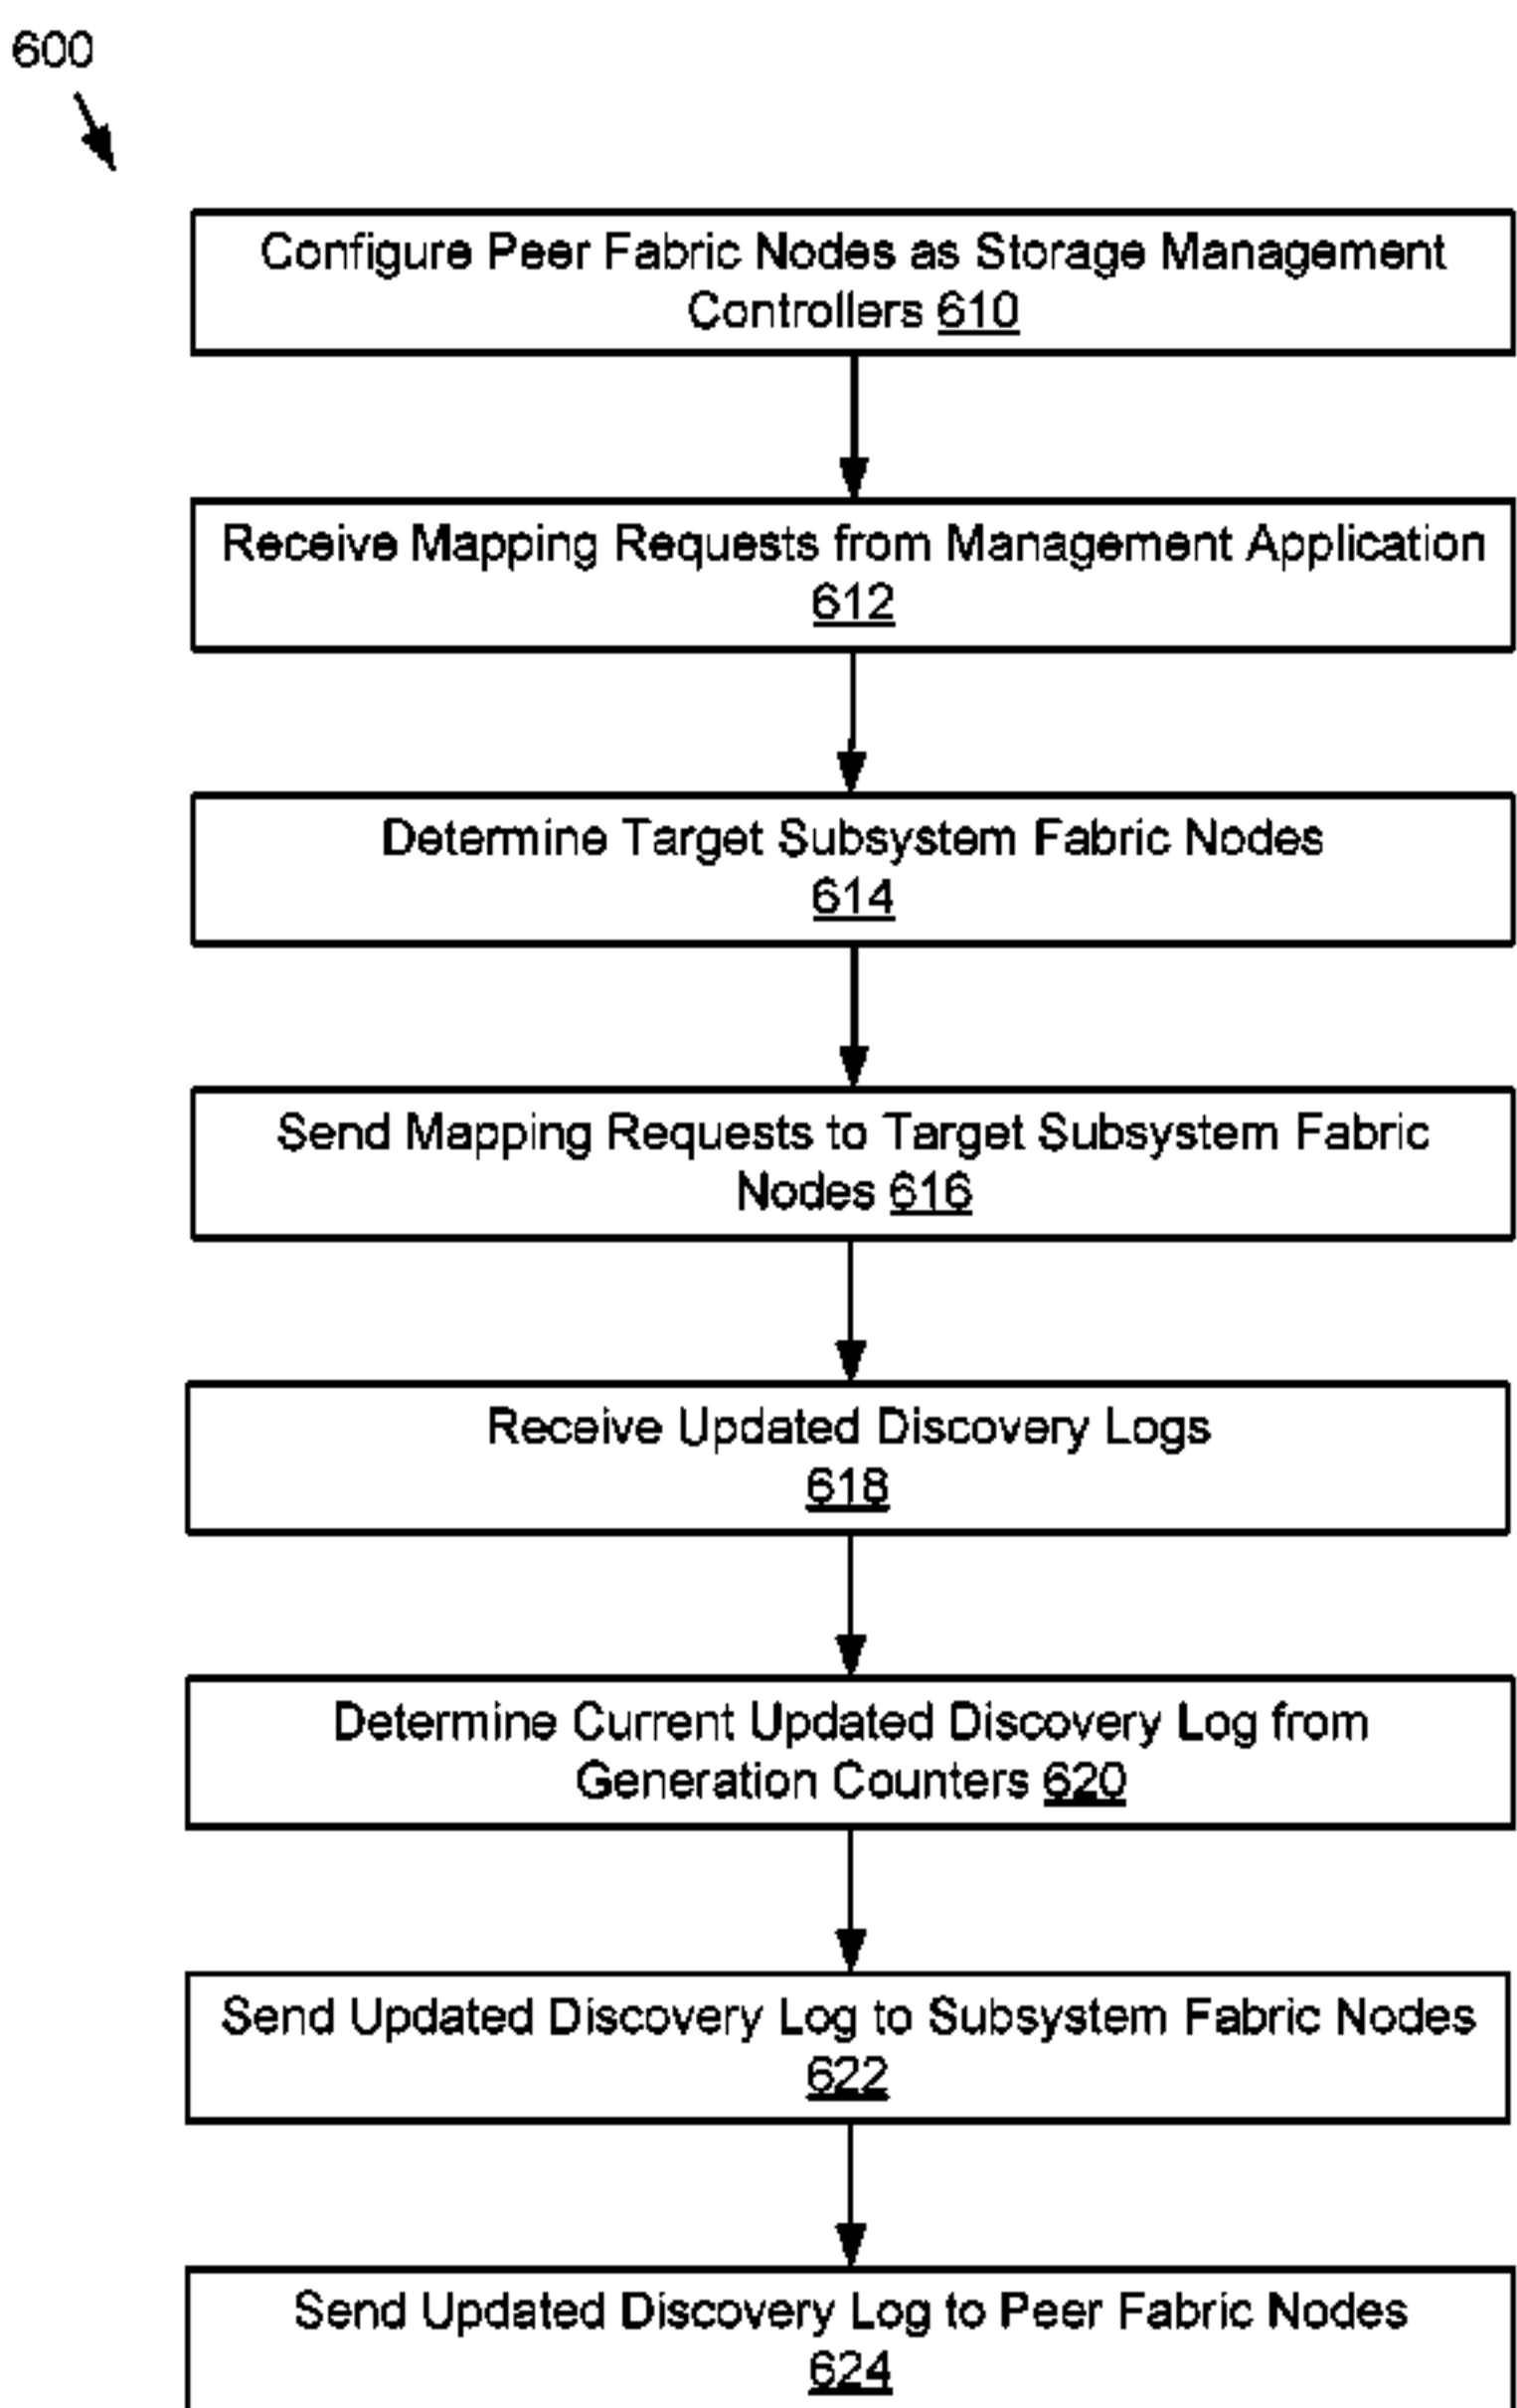 600
Configure Peer Fabric Nodes as Storage Management
Controllers 610
Receive Mapping Requests from Management Application
612
Determine Target Subsystem Fabric Nodes
614
Send Mapping Requests to Target Subsystem Fabric
Nodes 616
Receive Updated Discovery Logs
618
Determine Current Updated Discovery Log from
Generation Counters 620
Send Updated Discovery Log to Subsystem Fabric Nodes
622
Send Updated Discovery Log to Peer Fabric Nodes
624